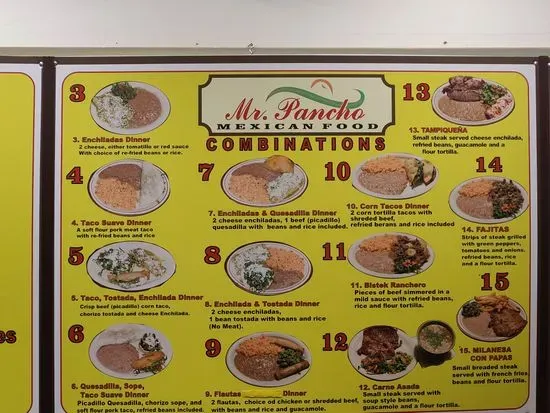 Mr. Pancho
MEXICAN FOOD
COMBINATIONS
3
3. Enchiladas Dinner
2 cheese, either tomatillo or red sauce
With choice of re-fried beans or rice.
4
4. Taco Suave Dinner
A soft flour pork meat taco
with re-fried beans and rice
5
5. Taco, Tostada, Enchilada Dinner
Crisp beef (picadillo) corn taco,
chorizo tostada and cheese Enchilada.
6
6. Quesadilla, Sope,
Taco Suave Dinner
Picadillo Quesadilla, chorizo sope, and
soft flour pork taco, refried beans included.
7
7. Enchiladas & Quesadilla Dinner
2 cheese enchiladas, 1 beef (picadillo)
quesadilla with beans and rice included.
8
8. Enchilada & Tostada Dinner
2 cheese enchiladas,
1 bean tostada with beans and rice
(No Meat).
9
9. Flautas Dinner
2 flautas, choice od chicken or shredded beef,
with beans and rice and guacamole.
10
10. Corn Tacos Dinner
2 corn tortilla tacos with
shredded beef,
refried beans and rice included
11
11. Bistek Ranchero
Pieces of beef simmered in a
mild sauce with refried beans,
rice and flour tortilla.
12
12. Carne Asada
Small steak served with
soup style beans,
guacamole and a flour tortilla.
13
13. TAMPIQUEÑA
Small steak served cheese enchilada,
refried beans, guacamole and a
flour tortilla.
14
14. FAJITAS
Strips of steak grilled
with green peppers,
tomatoes and onions.
refried beans, rice
and a flour tortilla.
15
15. MILANESA
CON PAPAS
Small breaded steak
served with french fries
beans and rice.
es